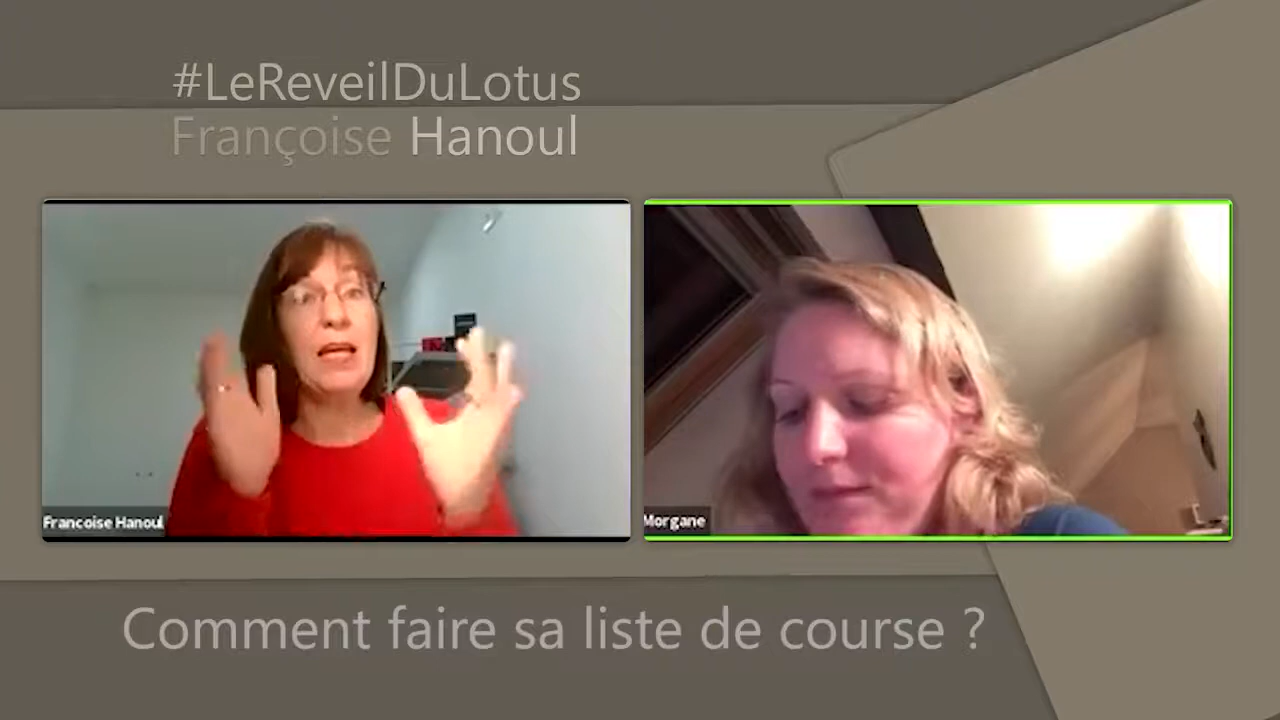 #LeReveilDuLotus
Françoise Hanoul
Francoise Hanoul
Morgane
Comment faire sa liste de course ?